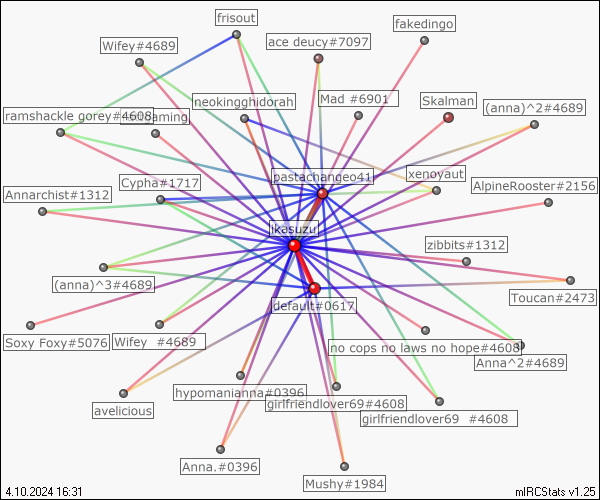 frisout
fakedingo
Wifey#4689
ace deucy#7097
neokingghidorah
Mad #6901
Skalman
(anna)^2#4689
ramshackle gorey#4608
aming
Cypha#1717
pastachangeo41
xenoyaut
AlpineRooster#2156
Annarchist#1312
ikasuzu
zibbits#1312
(anna)^3#4689
default#0617
Toucan#2473
Soxy Foxy#5076
Wifey  #4689
no cops no laws no hope#4608
Anna^2#4689
hypomanianna#0396
girlfriendlover69#4608
avelicious
girlfriendlover69  #4608
Anna.#0396
Mushy#1984
4.10.2024 16:31
mIRCStats v1.25